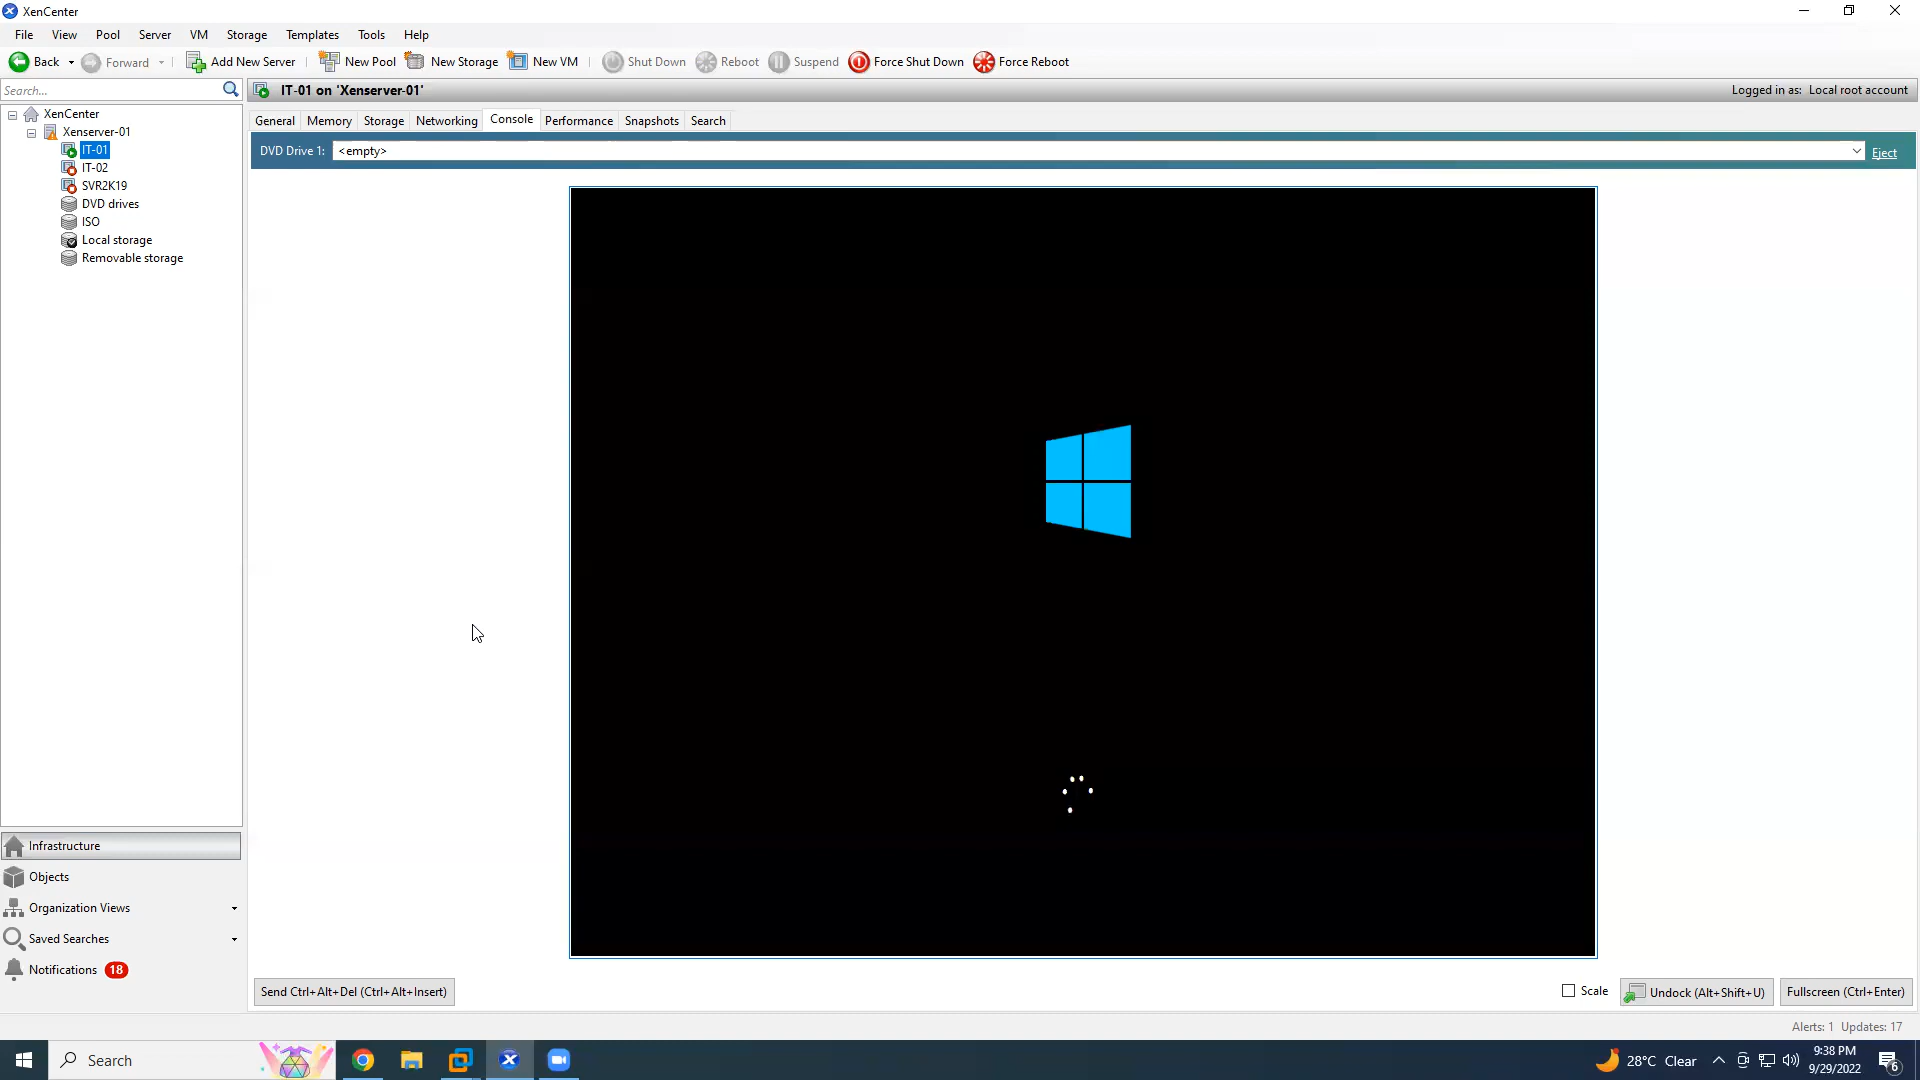 XenCenter
File View Pool Server VM Storage Templates Tools Help
Back Forward Add New Server New Pool New Storage New VM Shut Down Reboot Suspend Force Shut Down Force Reboot
Search...
IT-01 on 'Xenserver-01'
Logged in as: Local root account
XenCenter
Xenserver-01
IT-01
IT-02
SVR2K19
DVD drives
ISO
Local storage
Removable storage
General Memory Storage Networking Console Performance Snapshots Search
DVD Drive 1: <empty> Eject
Infrastructure
Objects
Organization Views
Saved Searches
Notifications 18
Send Ctrl+Alt+Del (Ctrl+Alt+Insert)
Scale
Undock (Alt+Shift+U)
Fullscreen (Ctrl+Enter)
Alerts: 1 Updates: 17
Search
28°C Clear
9:38 PM
9/29/2022
6